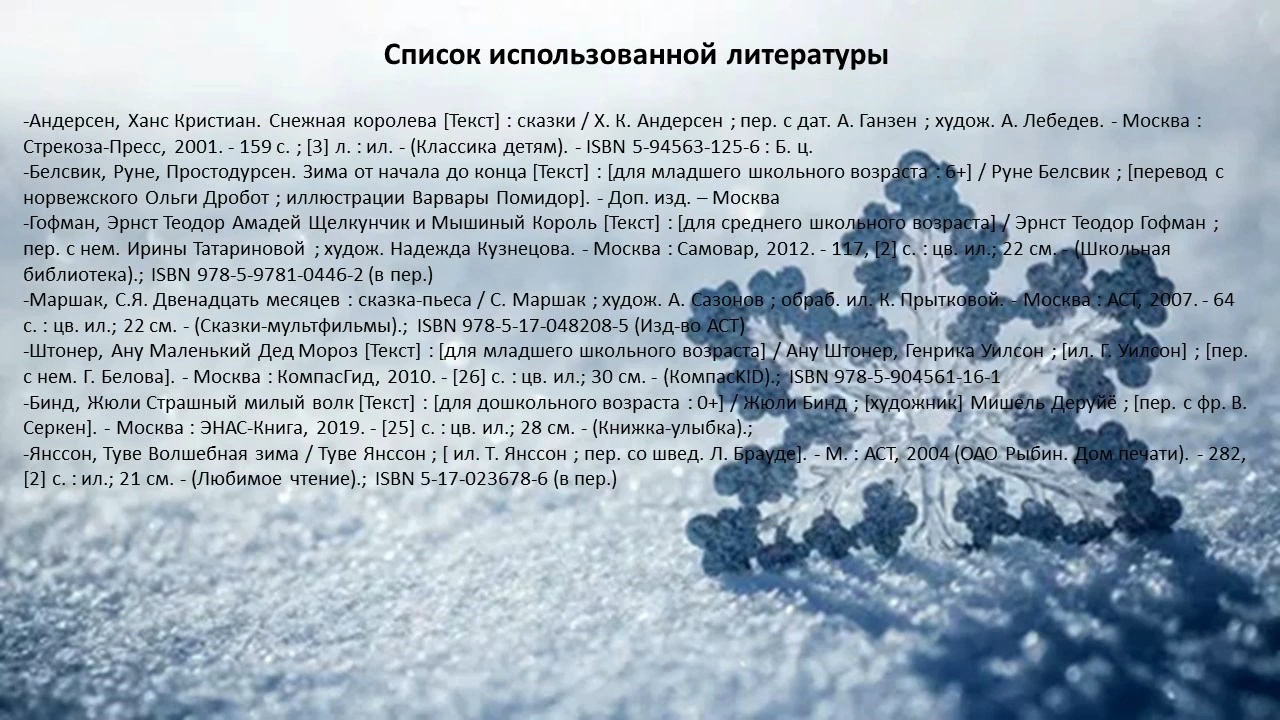 Список использованной литературы
-Андерсен, Ханс Кристиан. Снежная королева [Текст] : сказки / Х. К. Андерсен ; пер. с дат. А. Ганзен ; худож. А. Лебедев. - Москва :
Стрекоза-Пресс, 2001. - 159 с. ; [3] л. : ил. - (Классика детям). - ISBN 5-94563-125-6 : Б. ц.
-Белсвик, Руне, Простодурсен. Зима от начала до конца [Текст] : [для младшего школьного возраста : 6+] / Руне Белсвик ; [перевод с
норвежского Ольги Дробот ; иллюстрации Варвары Помидор]. - Доп. изд. – Москва
-Гофман, Эрнст Теодор Амадей Щелкунчик и Мышиный Король [Текст] : [для среднего школьного возраста] / Эрнст Теодор Гофман ;
пер. с нем. Ирины Татариновой ; худож. Надежда Кузнецова. - Москва : Самовар, 2012. - 117, [2] с. : цв. ил.; 22 см. - (Школьная
библиотека).; ISBN 978-5-9781-0446-2 (в пер.)
-Маршак, С.Я. Двенадцать месяцев : сказка-пьеса / С. Маршак ; худож. А. Сазонов ; обраб. ил. К. Прытковой. - Москва : АСТ, 2007. - 64
с. : цв. ил.; 22 см. - (Сказки-мультфильмы).; ISBN 978-5-17-048208-5 (Изд-во АСТ)
-Штонер, Ану Маленький Дед Мороз [Текст] : [для младшего школьного возраста] / Ану Штонер, Генрика Уилсон ; [ил. Г. Уилсон] ; [пер.
с нем. Г. Белова]. - Москва : КомпасГид, 2010. - [26] с. : цв. ил.; 30 см. - (КомпасKID).; ISBN 978-5-904561-16-1
-Бинд, Жюли Страшный милый волк [Текст] : [для дошкольного возраста : 0+] / Жюли Бинд ; [художник] Мишель Деруйё ; [пер. с фр. В.
Серкен]. - Москва : ЭНАС-Книга, 2019. - [25] с. : цв. ил.; 28 см. - (Книжка-улыбка).;
-Янссон, Туве Волшебная зима / Туве Янссон ; [ ил. Т. Янссон ; пер. со швед. Л. Брауде]. - М. : АСТ, 2004 (ОАО Рыбин. Дом печати). - 282,
[2] с. : ил.; 21 см. - (Любимое чтение).; ISBN 5-17-023678-6 (в пер.)